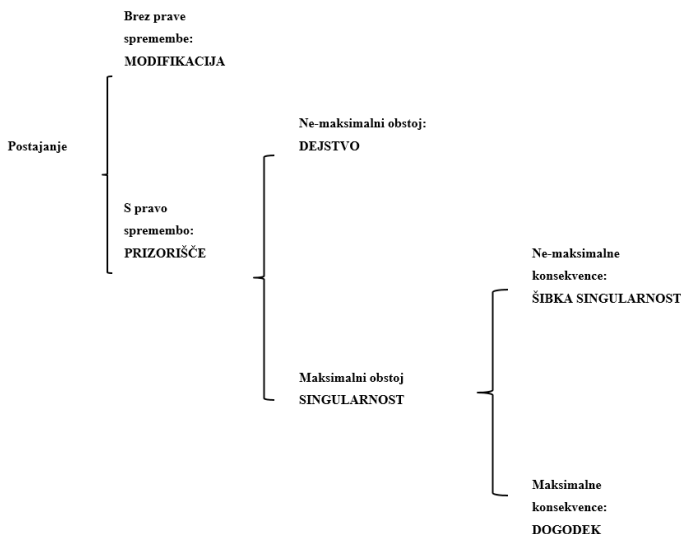 Brez prave
spremembe:
MODIFIKACIJA
Postajanje
S pravo
spremembo:
PRIZORIŠČE
Ne-maksimalni obstoj:
DEJSTVO
Maksimalni obstoj
SINGULARNOST
Ne-maksimalne
konsekvence:
ŠIBKA SINGULARNOST
Maksimalne
konsekvence:
DOGODEK